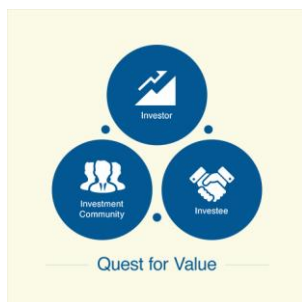 Investor
Investment
Community
Investee
Quest for Value